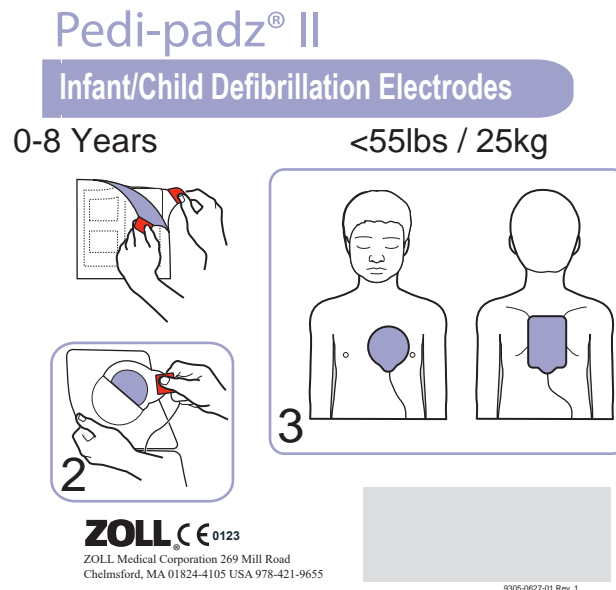 Pedi-padz® II
Infant/Child Defibrillation Electrodes
0-8 Years <55lbs / 25kg
2
3
ZOLL® CE 0123
ZOLL Medical Corporation 269 Mill Road
Chelmsford, MA 01824-4105 USA 978-421-9655
9305-0627-01 Rev. 1